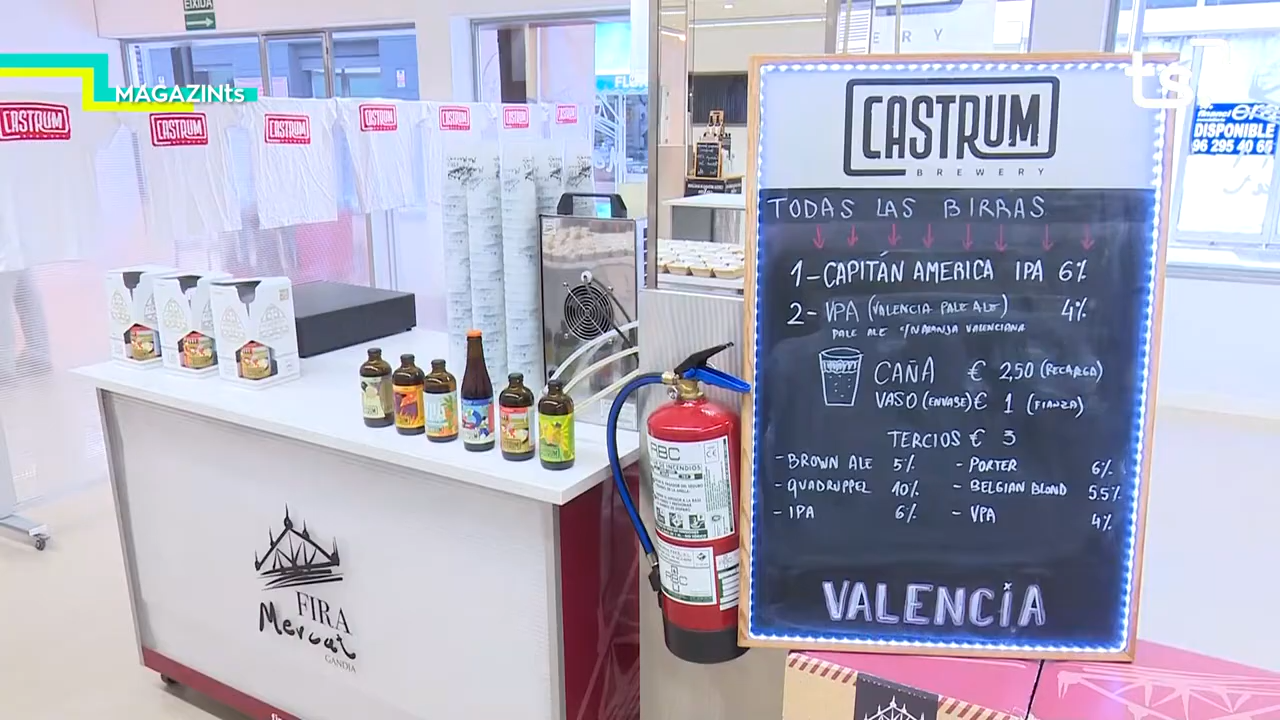 EIXIDA
MAGAZINts
ts
CASTRUM
CASTRUM
CASTRUM
CASTRUM
CASTRUM
CASTRUM
CASTRUM
FIRA
Mercat
GANDIA
ABC
ABC
CASTRUM
BREWERY
TODAS LAS BIRRAS
1-CAPITÁN AMERICA IPA 6%
2- VPA (VALENCIA PALE ALE) 4%
PALE ALE c/NARANJA VALENCIANA
CAÑA € 2,50 (RECARGA)
VASO (ENVASE) € 1 (FIANZA)
TERCIOS € 3
- BROWN ALE 5% - PORTER 6%
- QUADRUPPEL 10% - BELGIAN BLOND 5.5%
- IPA 6% - VPA 4%
VALENCIA
DISPONIBLE
96 295 40 66